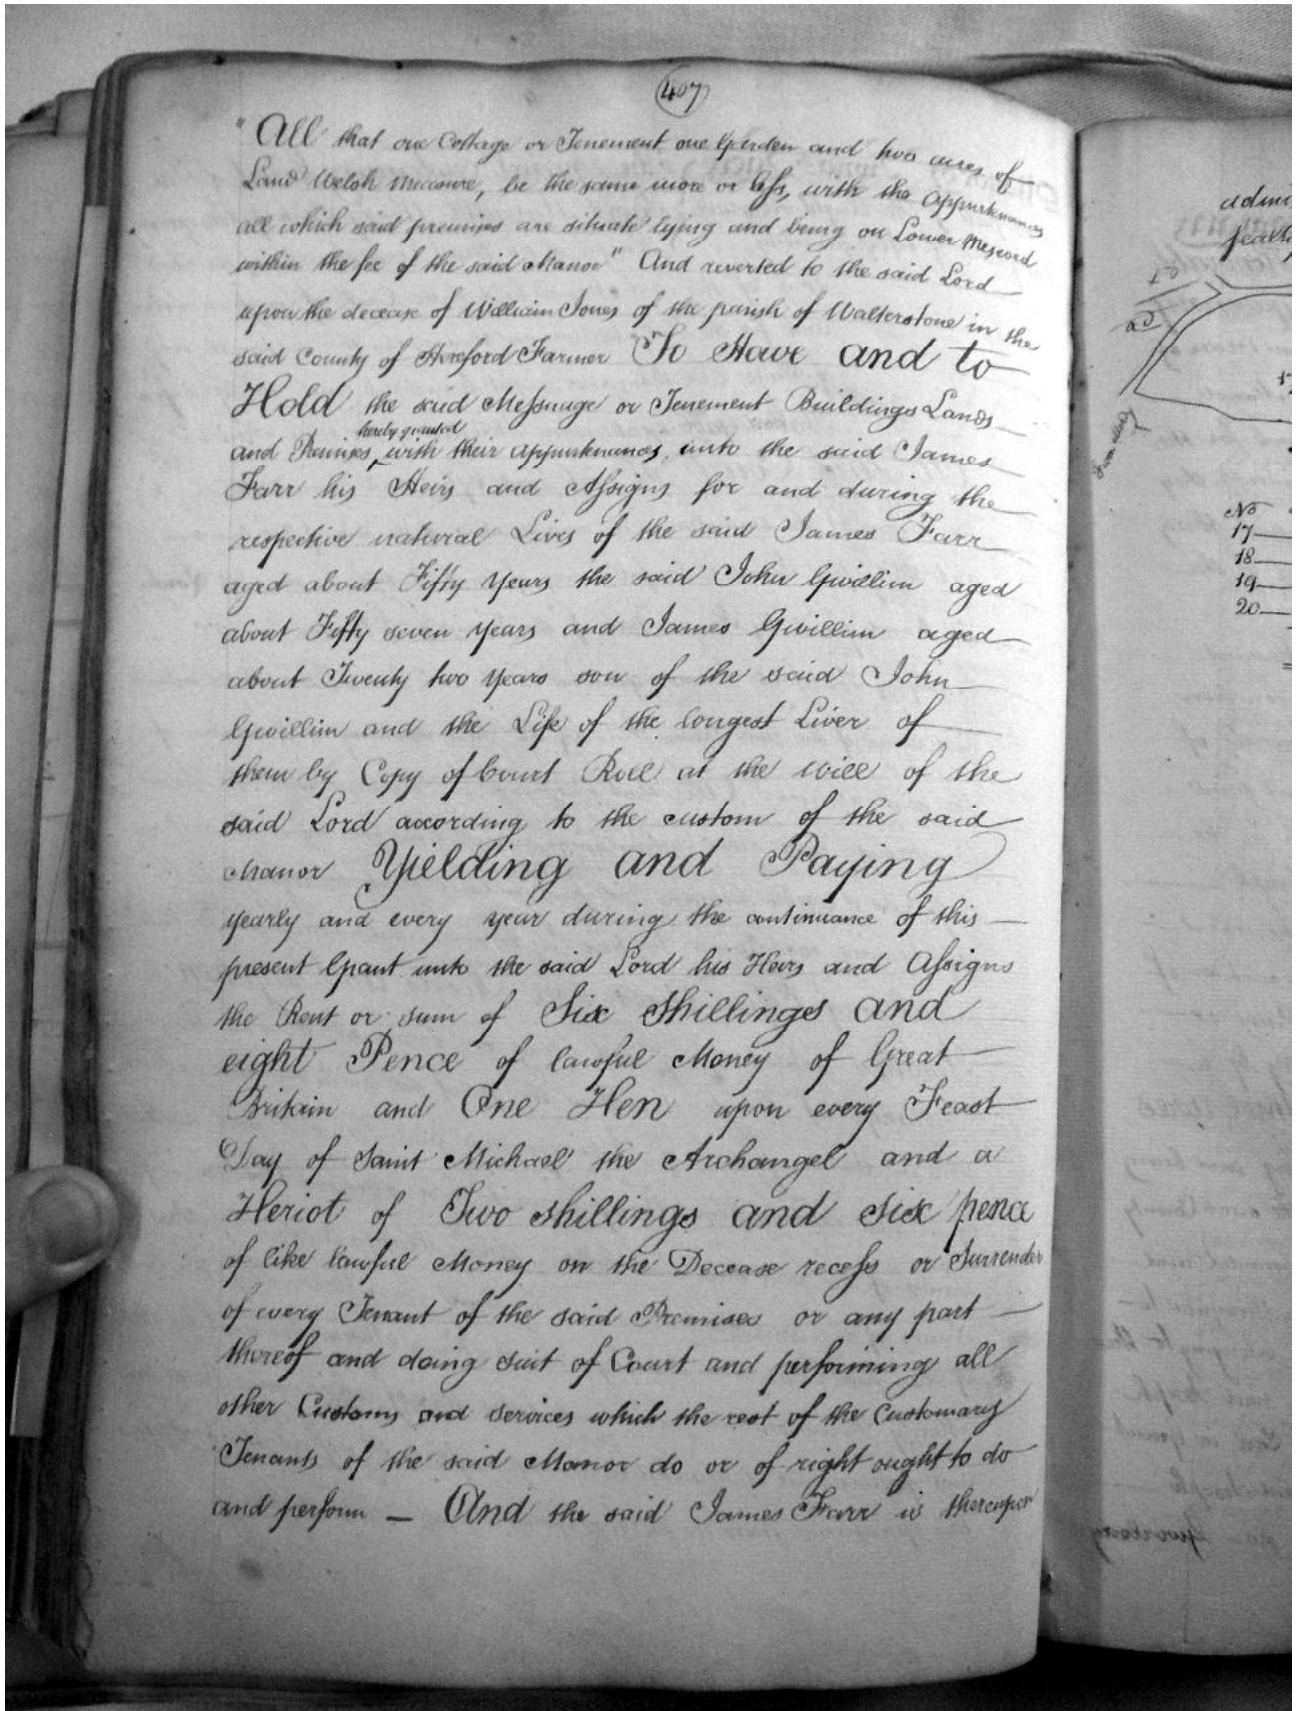 407
"All that one Cottage or Tenement one Garden and two acres of
Land Welsh Measure, be the same more or lefs, with the appurtenances
all which said premises are situate lying and being on Lower Mescoed
within the fee of the said Manor" And reverted to the said Lord
upon the decease of William Jones of the parish of Walterstone in the
said County of Hereford Farmer To Have and to
Hold the said Mefsuage or Tenement Buildings Lands
hereby granted
and Premises, with their appurtenances, unto the said James
Farr his Heirs and Afsigns for and during the
respective natural Lives of the said James Farr
aged about Fifty Years the said John Gwillim aged
about Fifty seven Years and James Gwillim aged
about Twenty two Years son of the said John
Gwillim and the Life of the longest Liver of
them by Copy of Court Roll at the will of the
said Lord according to the custom of the said
Manor Yielding and Paying
yearly and every year during the continuance of this
present Grant unto the said Lord his Heirs and Afsigns
the Rent or sum of Six Shillings and
eight Pence of lawful Money of Great
Britain and One Hen upon every Feast
Day of Saint Michael the Archangel and a
Heriot of Two shillings and six pence
of like lawful Money on the Decease recefs or Surrender
of every Tenant of the said Premises or any part
thereof and doing suit of Court and performing all
other Customs and services which the rest of the Customary
Tenants of the said Manor do or of right ought to do
and perform — And the said James Farr is thereupon
admi
fealty
No
17
18
19
20